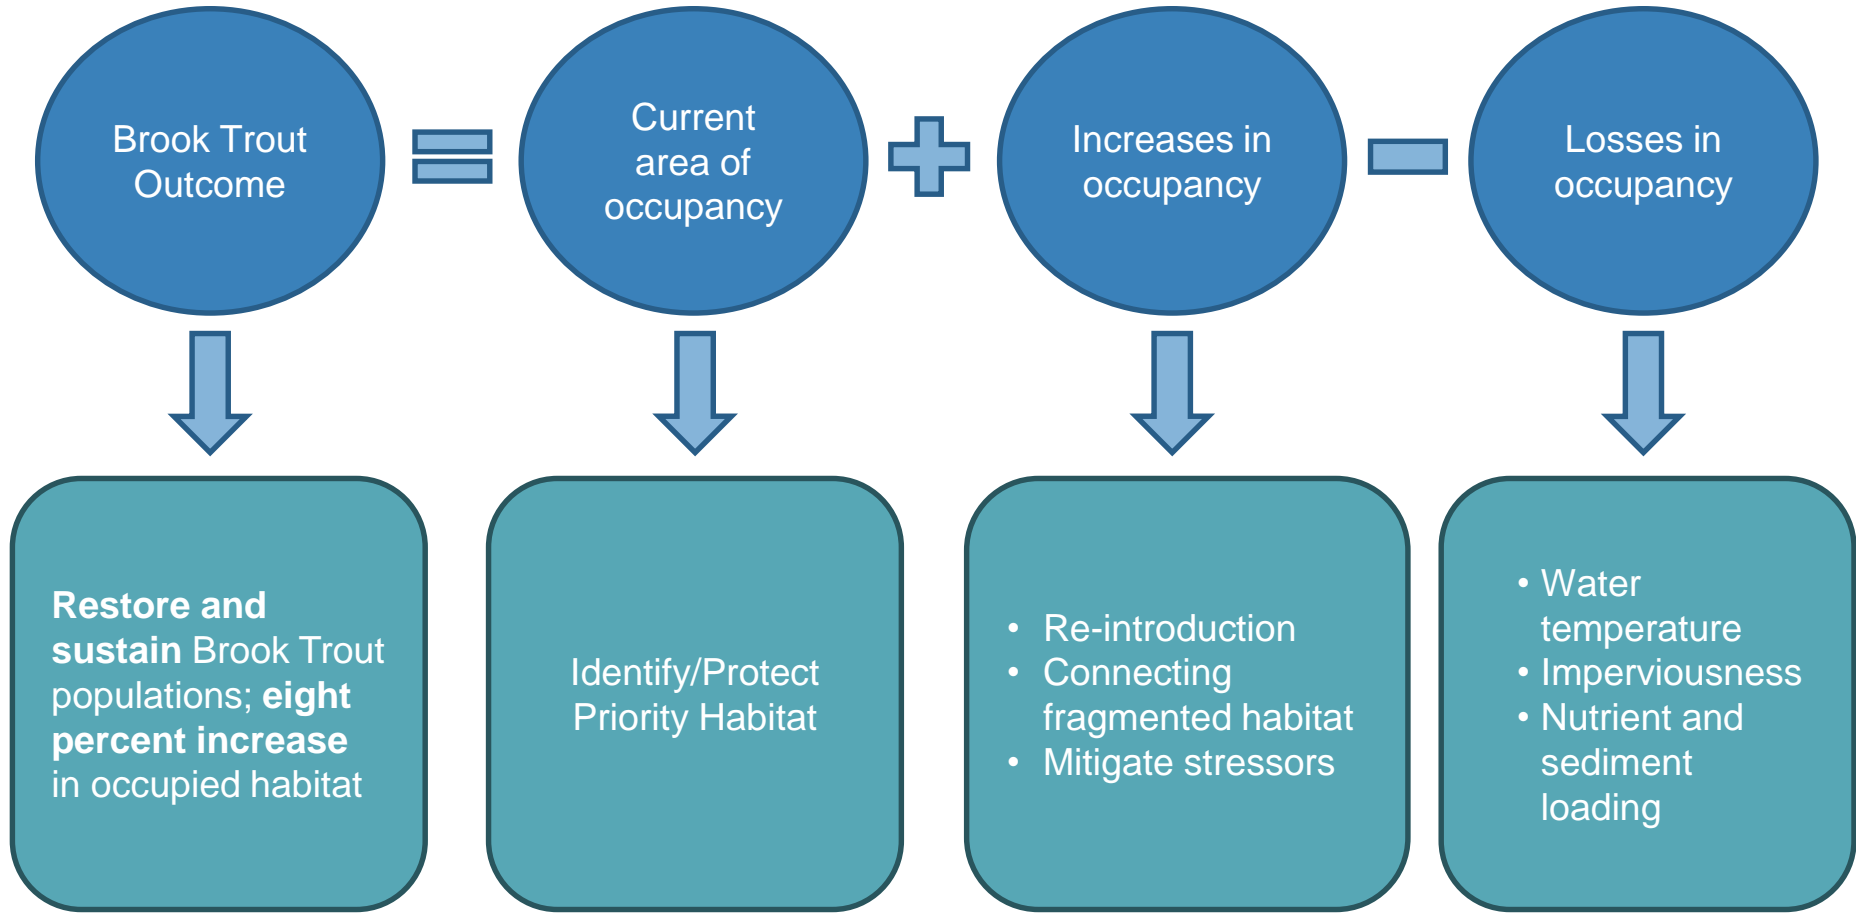 Brook Trout
Outcome
Current
area of
occupancy
Increases in
occupancy
Losses in
occupancy
Restore and
sustain Brook Trout
populations; eight
percent increase
in occupied habitat
Identify/Protect
Priority Habitat
• Re-introduction
• Connecting
fragmented habitat
• Mitigate stressors
• Water
temperature
• Imperviousness
• Nutrient and
sediment
loading